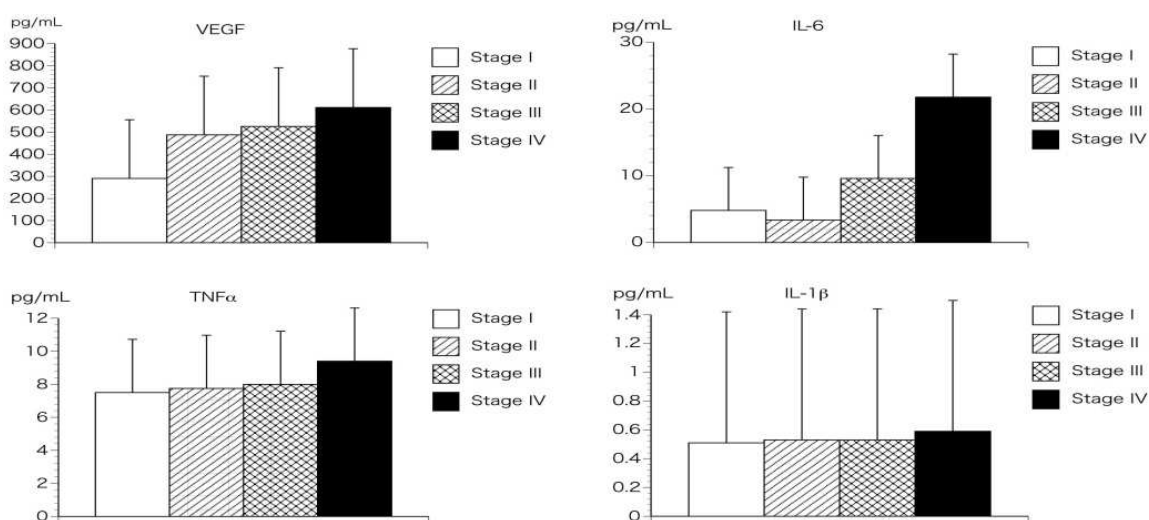 pg/mL
VEGF
900
800
700
600
500
400
300
200
100
0
Stage I
Stage II
Stage III
Stage IV
pg/mL
IL-6
30
20
10
0
Stage I
Stage II
Stage III
Stage IV
pg/mL
TNFα
12
10
8
6
4
2
0
Stage I
Stage II
Stage III
Stage IV
pg/mL
IL-1β
1.4
1.2
1
0.8
0.6
0.4
0.2
0
Stage I
Stage II
Stage III
Stage IV